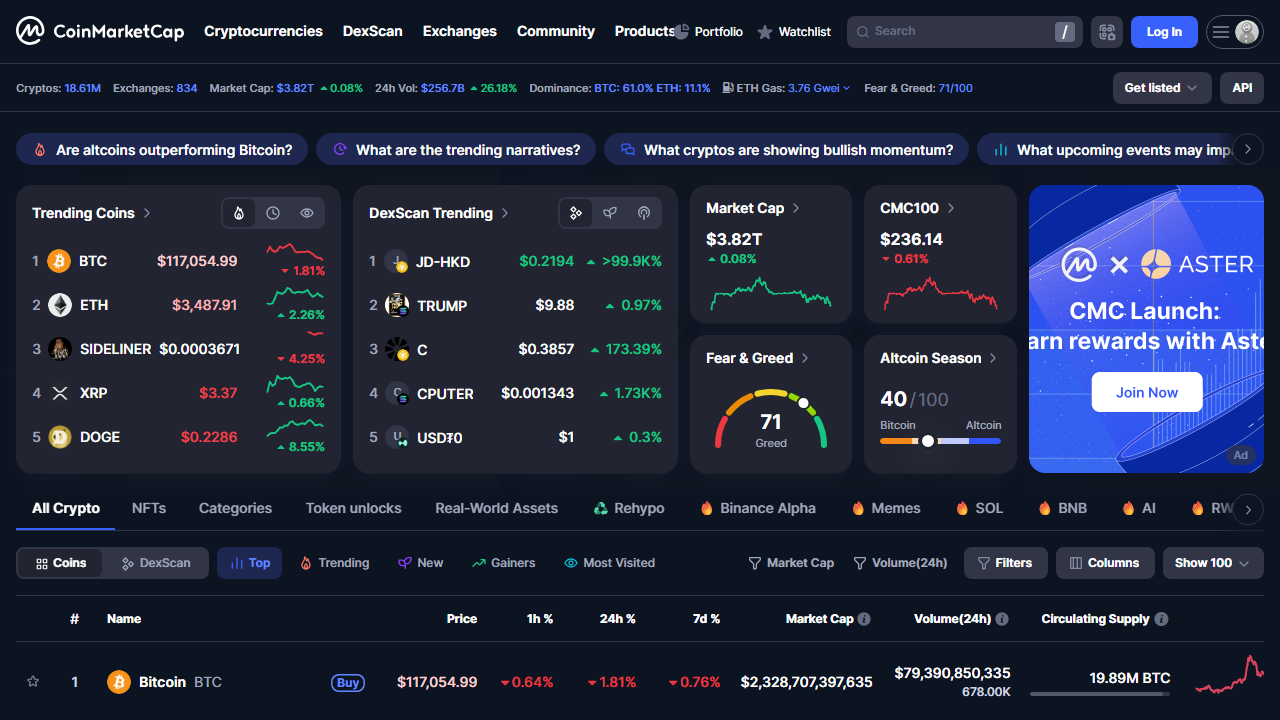 CoinMarketCap Cryptocurrencies DexScan Exchanges Community Products Portfolio Watchlist Search / Log In
Cryptos: 18.61M Exchanges: 834 Market Cap: $3.82T 0.08% 24h Vol: $256.7B 26.18% Dominance: BTC: 61.0% ETH: 11.1% ETH Gas: 3.76 Gwei Fear & Greed: 71/100 Get listed API
Are altcoins outperforming Bitcoin? What are the trending narratives? What cryptos are showing bullish momentum? What upcoming events may imp
Trending Coins
1 BTC $117,054.99 1.81%
2 ETH $3,487.91 2.26%
3 SIDELINER $0.0003671 4.25%
4 XRP $3.37 0.66%
5 DOGE $0.2286 8.55%
DexScan Trending
1 JD-HKD $0.2194 >99.9K%
2 TRUMP $9.88 0.97%
3 C $0.3857 173.39%
4 CPUTER $0.001343 1.73K%
5 USD₮0 $1 0.3%
Market Cap
$3.82T
0.08%
CMC100
$236.14
0.61%
Fear & Greed
71
Greed
Altcoin Season
40 /100
Bitcoin Altcoin
ASTER
CMC Launch:
arn rewards with Aste
Join Now
Ad
All Crypto NFTs Categories Token unlocks Real-World Assets Rehypo Binance Alpha Memes SOL BNB AI RW
Coins DexScan Top Trending New Gainers Most Visited Market Cap Volume(24h) Filters Columns Show 100
# Name Price 1h % 24h % 7d % Market Cap Volume(24h) Circulating Supply
1 Bitcoin BTC Buy $117,054.99 0.64% 1.81% 0.76% $2,328,707,397,635 $79,390,850,335 19.89M BTC
678.00K